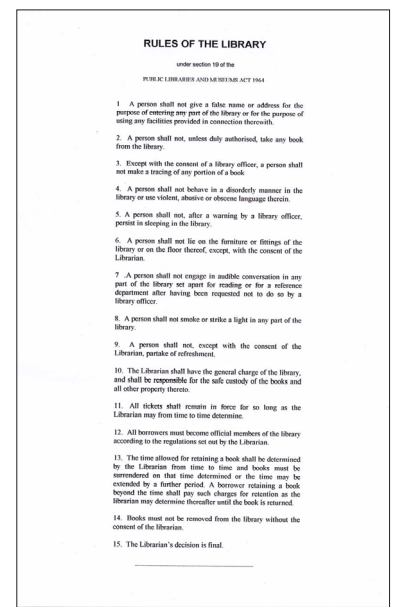 RULES OF THE LIBRARY
under section 19 of the
PUBLIC LIBRARIES AND MUSEUMS ACT 1964
1 A person shall not give a false name or address for the
purpose of entering any part of the library or for the purpose of
using any facilities provided in connection therewith.
2. A person shall not, unless duly authorised, take any book
from the library.
3. Except with the consent of a library officer, a person shall
not make a tracing of any portion of a book
4. A person shall not behave in a disorderly manner in the
library or use violent, abusive or obscene language therein.
5. A person shall not, after a warning by a library officer,
persist in sleeping in the library.
6. A person shall not lie on the furniture or fittings of the
library or on the floor thereof, except, with the consent of the
Librarian.
7 .A person shall not engage in audible conversation in any
part of the library set apart for reading or for a reference
department after having been requested not to do so by a
library officer.
8. A person shall not smoke or strike a light in any part of the
library.
9. A person shall not, except with the consent of the
Librarian, partake of refreshment.
10. The Librarian shall have the general charge of the library,
and shall be responsible for the safe custody of the books and
all other property thereto.
11. All tickets shall remain in force for so long as the
Librarian may from time to time determine.
12. All borrowers must become official members of the library
according to the regulations set out by the Librarian.
13. The time allowed for retaining a book shall be determined
by the Librarian from time to time and books must be
surrendered on that time determined or the time may be
extended by a further period. A borrower retaining a book
beyond the time shall pay such charges for retention as the
librarian may determine thereafter until the book is returned.
14. Books must not be removed from the library without the
consent of the librarian.
15. The Librarian's decision is final.